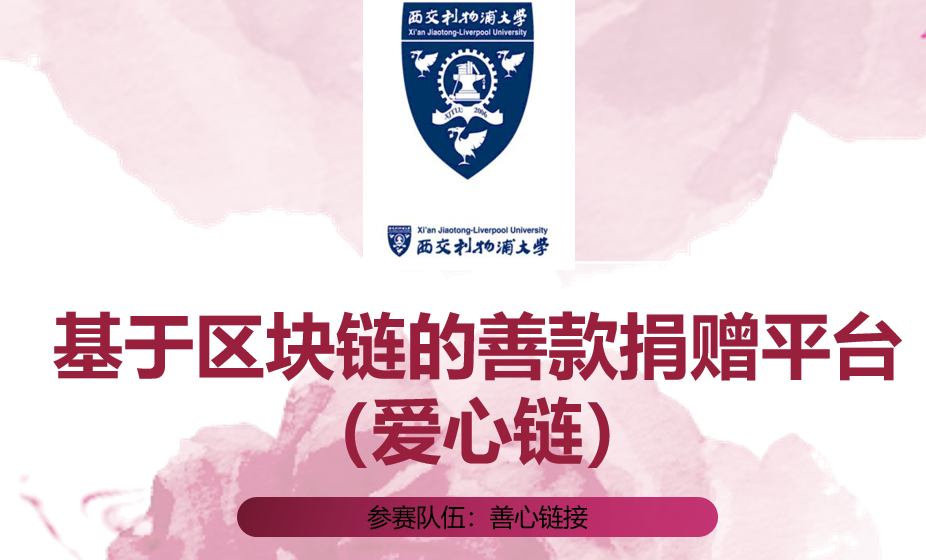 西交利物浦大学
Xi'an Jiaotong-Liverpool University
XJTLU 2006
Xi'an Jiaotong-Liverpool University
西交利物浦大学
基于区块链的善款捐赠平台
（爱心链）
参赛队伍：善心链接